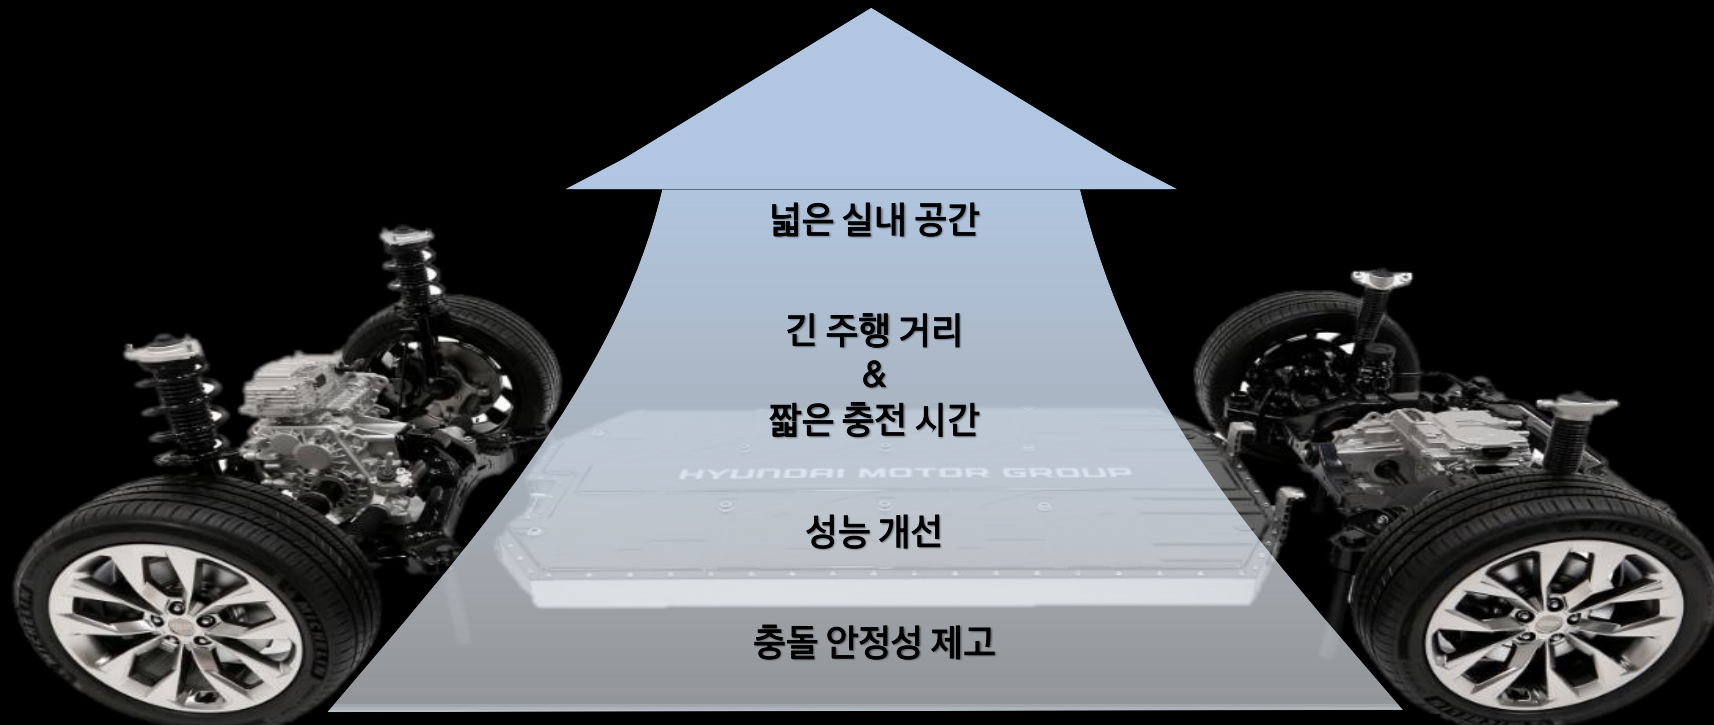 넓은 실내 공간
긴 주행 거리
&
짧은 충전 시간
HYUNDAI MOTOR GROUP
성능 개선
충돌 안정성 제고